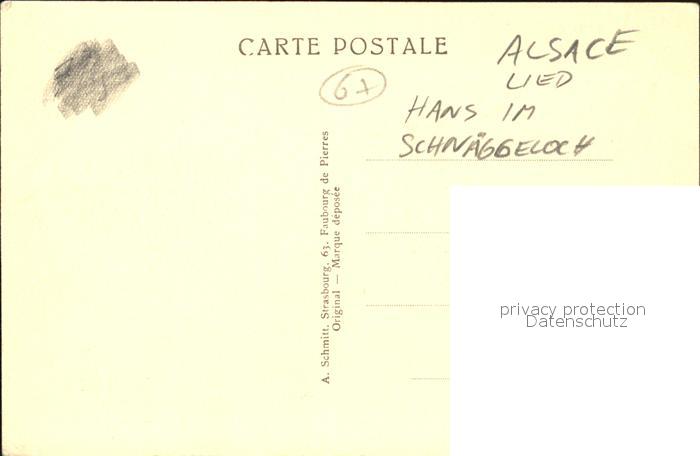 CARTE POSTALE
67
ALSACE
LIED
HANS IM
SCHNÄGGELOCH
A. Schmitt, Strasbourg, 63, Faubourg de Pierres
Original — Marque déposée
privacy protection
Datenschutz